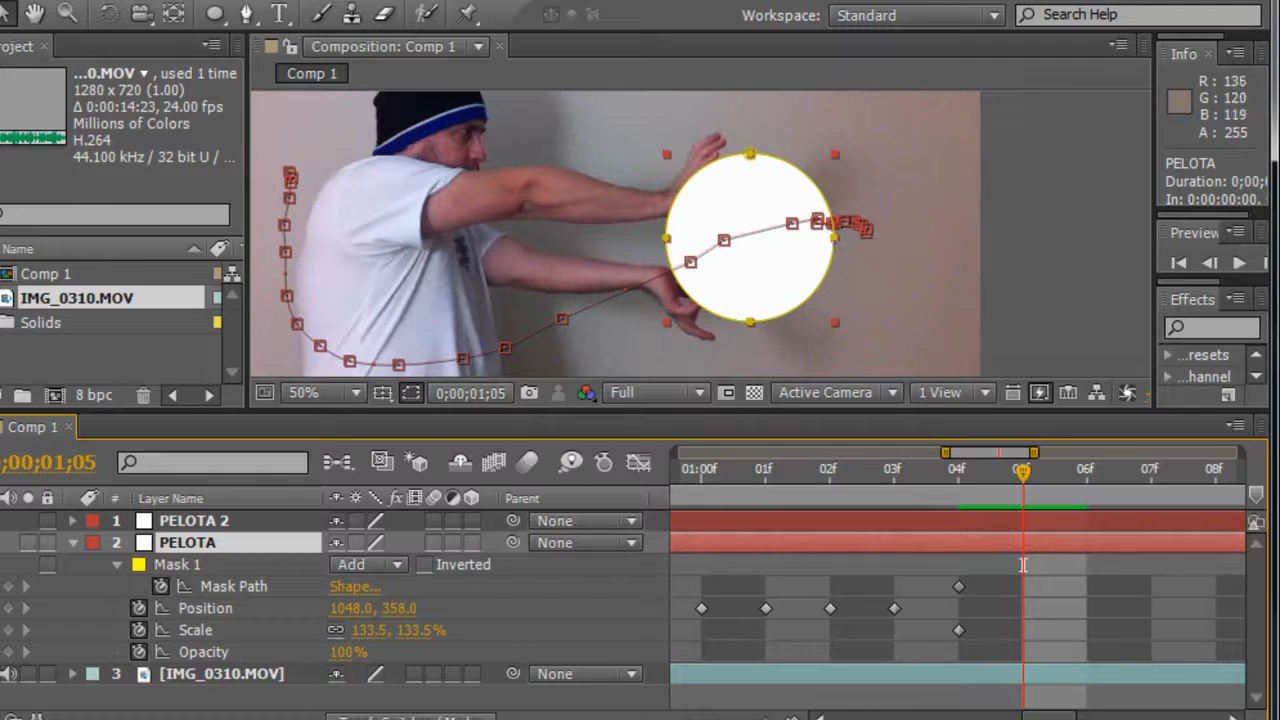 Workspace: Standard
Search Help
roject
Composition: Comp 1
Info
Comp 1
...0.MOV ▾ , used 1 time
1280 x 720 (1.00)
Δ 0:00:14:23, 24.00 fps
Millions of Colors
H.264
44.100 kHz / 32 bit U / ...
R : 136
G : 120
B : 119
A : 255
PELOTA
Duration: 0;00;
In: 0:00:00:00.
Preview
Effects
...resets
...hannel
Name
Comp 1
IMG_0310.MOV
Solids
8 bpc
50%
0;00;01;05
Full
Active Camera
1 View
Comp 1
;00;01;05
01:00f 01f 02f 03f 04f 06f 07f 08f
# Layer Name
fx
Parent
1 PELOTA 2 None
2 PELOTA None
Mask 1 Add Inverted
Mask Path Shape...
Position 1048.0, 358.0
Scale 133.5, 133.5%
Opacity 100%
3 [IMG_0310.MOV] None